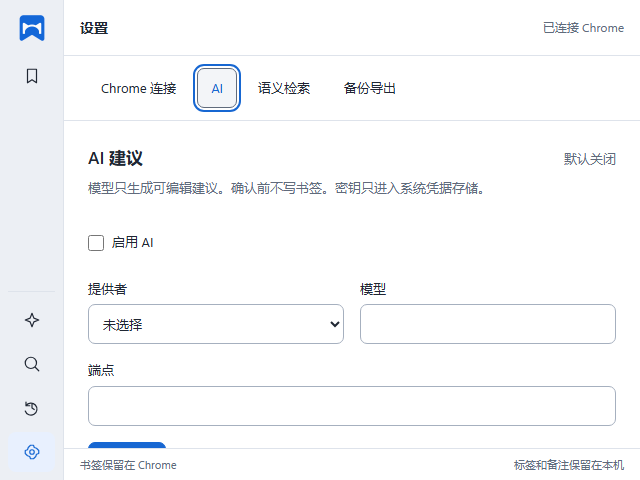 设置
已连接 Chrome
Chrome 连接
AI
语义检索
备份导出
AI 建议
默认关闭
模型只生成可编辑建议。确认前不写书签。密钥只进入系统凭据存储。
启用 AI
提供者
模型
未选择
端点
书签保留在 Chrome
标签和备注保留在本机